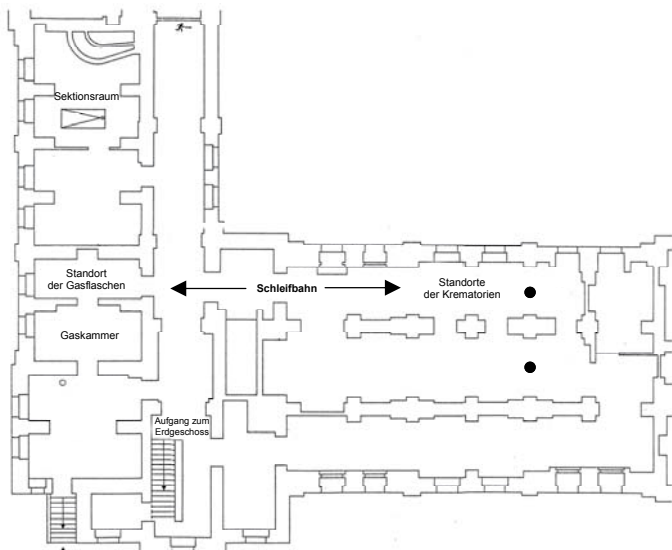 Sektionsraum
Standort
der Gasflaschen
Schleifbahn
Standorte
der Krematorien
Gaskammer
Aufgang zum
Erdgeschoss